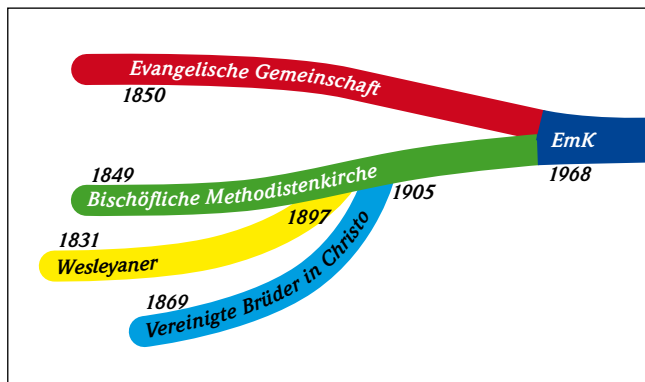 Evangelische Gemeinschaft
1850
EmK
1968
1849
Bischöfliche Methodistenkirche
1905
1897
1831
Wesleyaner
1869
Vereinigte Brüder in Christo